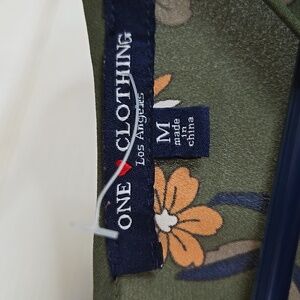 ONE ♥ CLOTHING
Los Angeles
M
made
in
china